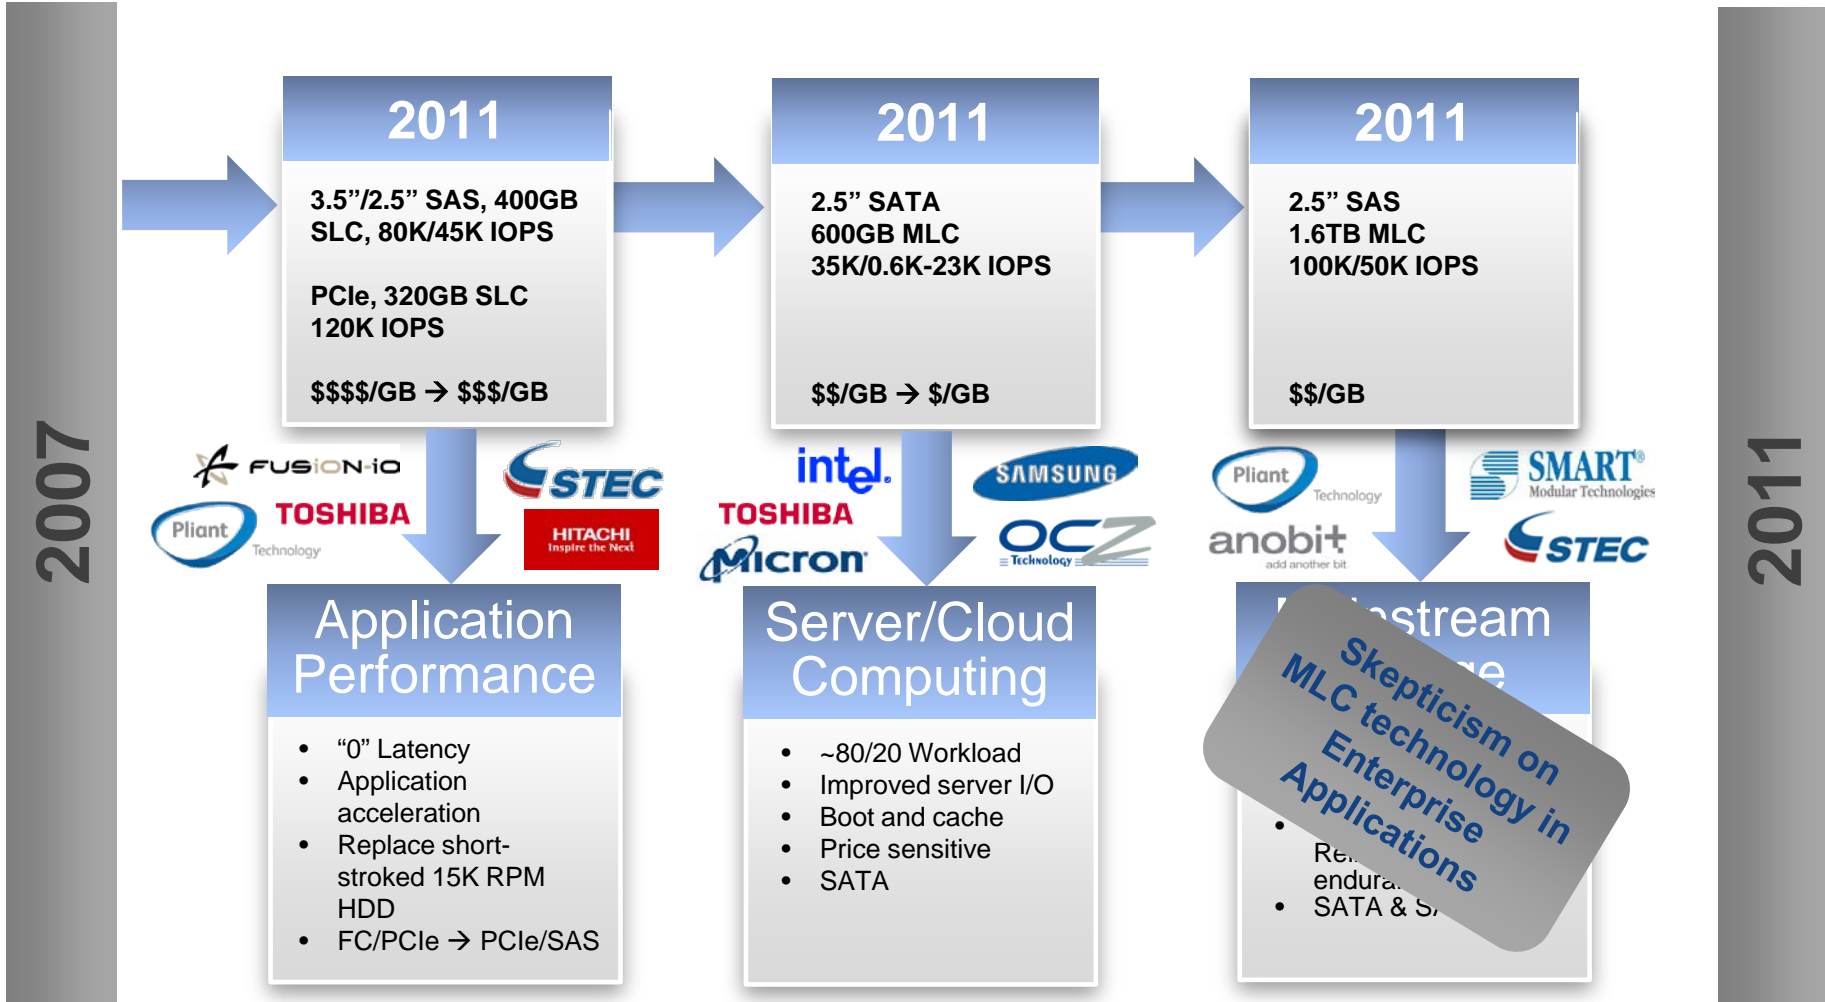 2007
2011
3.5”/2.5” SAS, 400GB
SLC, 80K/45K IOPS
PCIe, 320GB SLC
120K IOPS
$$$$/GB → $$$/GB
2011
2.5” SATA
600GB MLC
35K/0.6K-23K IOPS
$$/GB → $/GB
2011
2.5” SAS
1.6TB MLC
100K/50K IOPS
$$/GB
FUSiON-iO
STEC
Pliant
Technology
TOSHIBA
HITACHI
Inspire the Next
intel.
SAMSUNG
TOSHIBA
Micron
OCZ
Technology
Pliant
Technology
SMART®
Modular Technologies
anobit
add another bit
STEC
Application
Performance
• “0” Latency
• Application
acceleration
• Replace short-
stroked 15K RPM
HDD
• FC/PCIe → PCIe/SAS
Server/Cloud
Computing
• ~80/20 Workload
• Improved server I/O
• Boot and cache
• Price sensitive
• SATA
Skepticism on
MLC technology in
Enterprise
Applications
• SATA &
2011